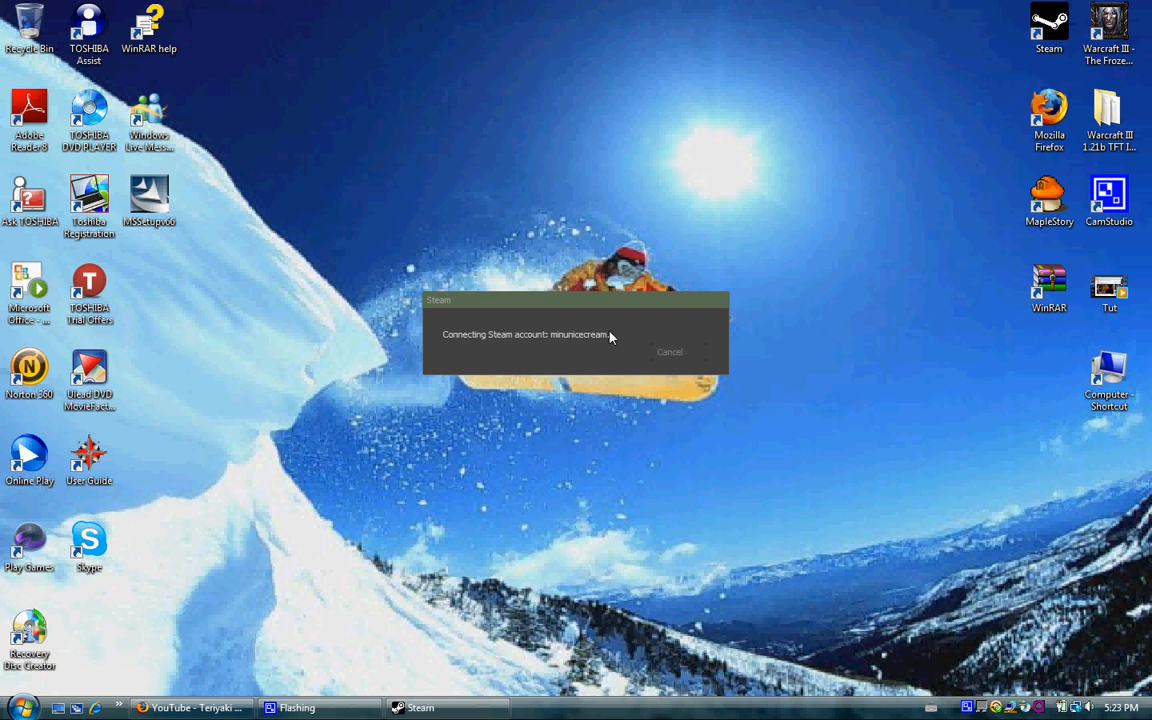 Recycle Bin
TOSHIBA
Assist
WinRAR help
Steam
Warcraft III -
The Froze...
Adobe
Reader 8
TOSHIBA
DVD PLAYER
Windows
Live Mess...
Mozilla
Firefox
Warcraft III
1.21b TFT I...
Ask TOSHIBA
Toshiba
Registration
MSSetupv66
MapleStory
CamStudio
Microsoft
Office - ...
TOSHIBA
Trial Offers
WinRAR
Tut
Steam
Connecting Steam account: minunicecream.
Cancel
Norton 360
Ulead DVD
MovieFact...
Computer -
Shortcut
Online Play
User Guide
Play Games
Skype
Recovery
Disc Creator
YouTube - Teriyaki ...
Flashing
Steam
5:23 PM